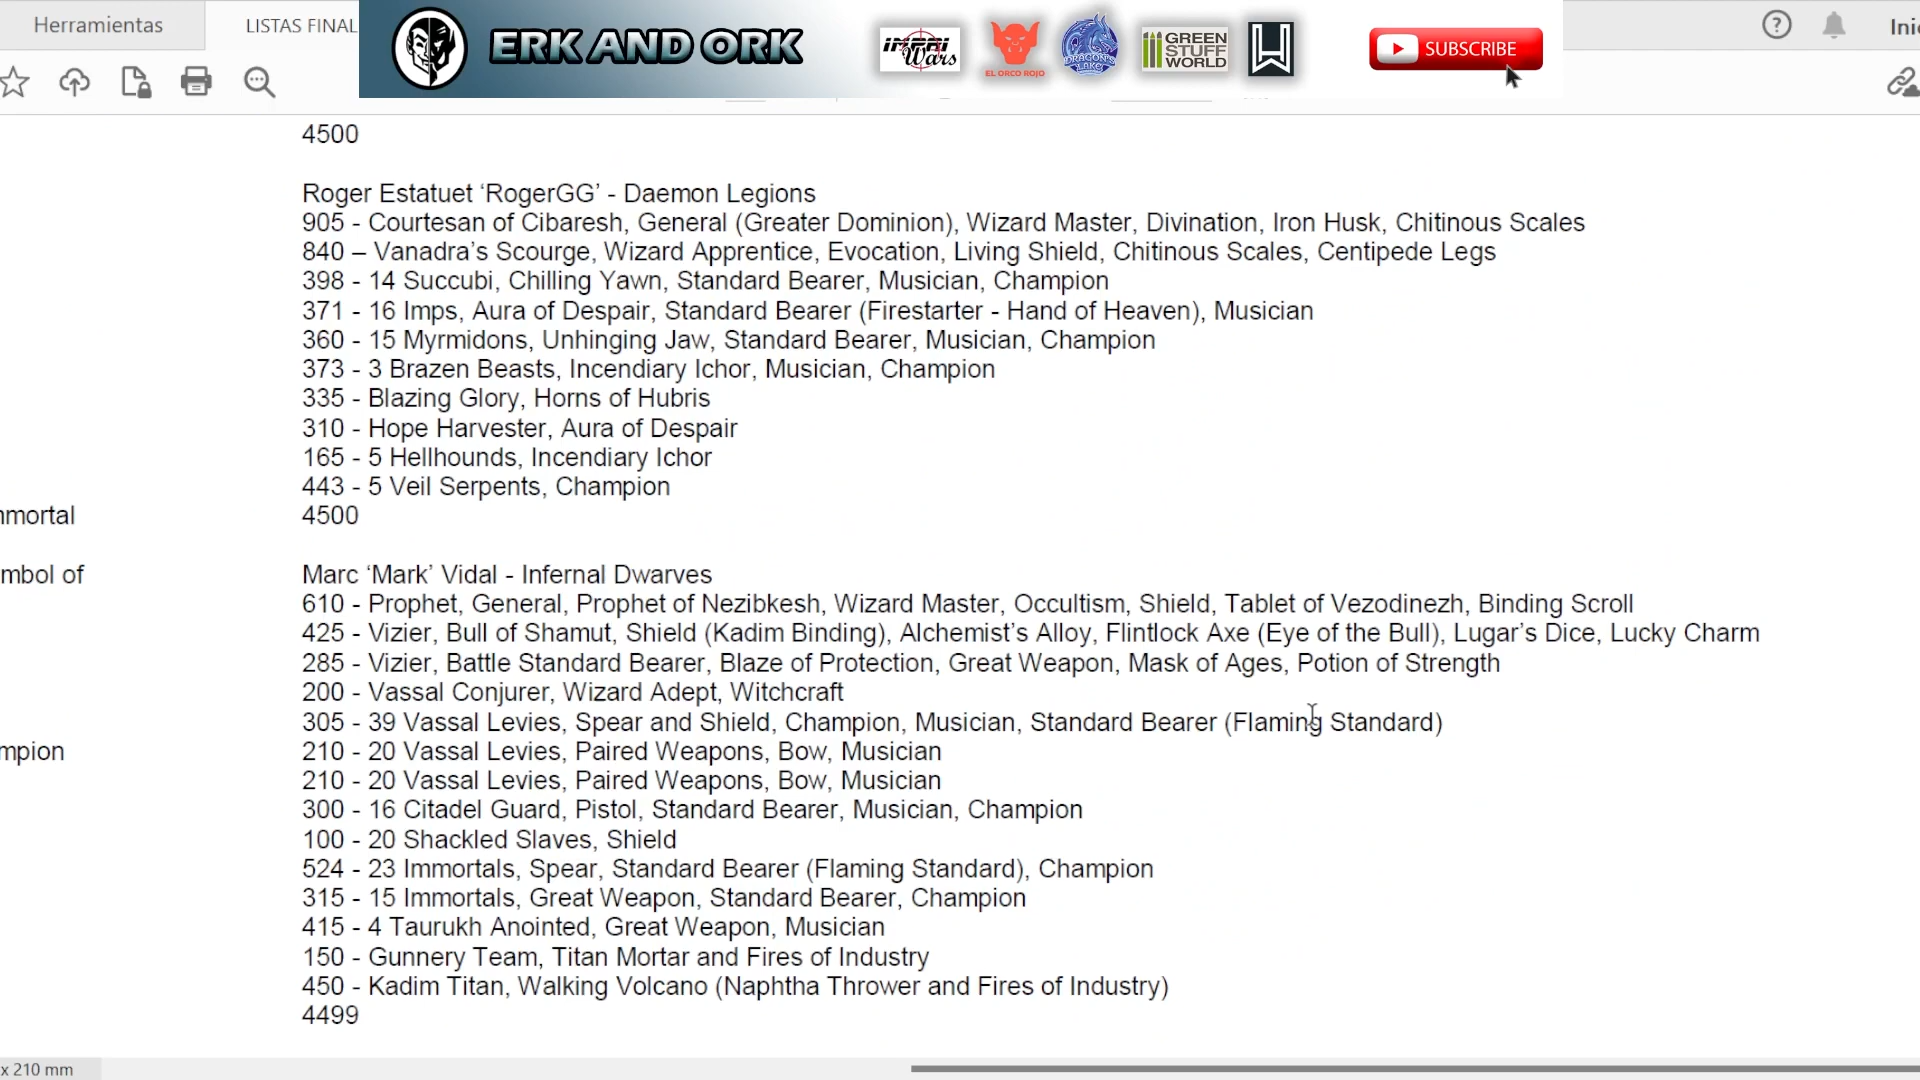 Herramientas
LISTAS FINAL
ERK AND ORK
IMPRI Wars
EL ORCO ROJO
DRAGON'S LAKE
GREEN STUFF WORLD
W
SUBSCRIBE
Ini
4500
Roger Estatuet ‘RogerGG’ - Daemon Legions
905 - Courtesan of Cibaresh, General (Greater Dominion), Wizard Master, Divination, Iron Husk, Chitinous Scales
840 – Vanadra’s Scourge, Wizard Apprentice, Evocation, Living Shield, Chitinous Scales, Centipede Legs
398 - 14 Succubi, Chilling Yawn, Standard Bearer, Musician, Champion
371 - 16 Imps, Aura of Despair, Standard Bearer (Firestarter - Hand of Heaven), Musician
360 - 15 Myrmidons, Unhinging Jaw, Standard Bearer, Musician, Champion
373 - 3 Brazen Beasts, Incendiary Ichor, Musician, Champion
335 - Blazing Glory, Horns of Hubris
310 - Hope Harvester, Aura of Despair
165 - 5 Hellhounds, Incendiary Ichor
443 - 5 Veil Serpents, Champion
mmortal
4500
mbol of
Marc ‘Mark’ Vidal - Infernal Dwarves
610 - Prophet, General, Prophet of Nezibkesh, Wizard Master, Occultism, Shield, Tablet of Vezodinezh, Binding Scroll
425 - Vizier, Bull of Shamut, Shield (Kadim Binding), Alchemist’s Alloy, Flintlock Axe (Eye of the Bull), Lugar’s Dice, Lucky Charm
285 - Vizier, Battle Standard Bearer, Blaze of Protection, Great Weapon, Mask of Ages, Potion of Strength
200 - Vassal Conjurer, Wizard Adept, Witchcraft
305 - 39 Vassal Levies, Spear and Shield, Champion, Musician, Standard Bearer (Flaming Standard)
mpion
210 - 20 Vassal Levies, Paired Weapons, Bow, Musician
210 - 20 Vassal Levies, Paired Weapons, Bow, Musician
300 - 16 Citadel Guard, Pistol, Standard Bearer, Musician, Champion
100 - 20 Shackled Slaves, Shield
524 - 23 Immortals, Spear, Standard Bearer (Flaming Standard), Champion
315 - 15 Immortals, Great Weapon, Standard Bearer, Champion
415 - 4 Taurukh Anointed, Great Weapon, Musician
150 - Gunnery Team, Titan Mortar and Fires of Industry
450 - Kadim Titan, Walking Volcano (Naphtha Thrower and Fires of Industry)
4499
x 210 mm